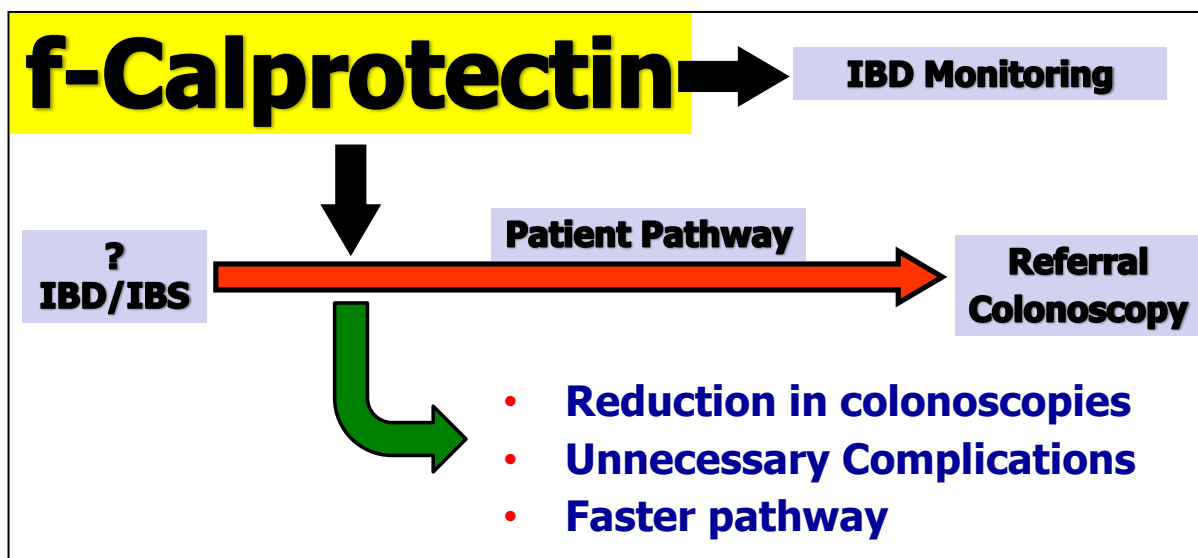 f-Calprotectin
IBD Monitoring
Patient Pathway
?
IBD/IBS
Referral
Colonoscopy
• Reduction in colonoscopies
• Unnecessary Complications
• Faster pathway